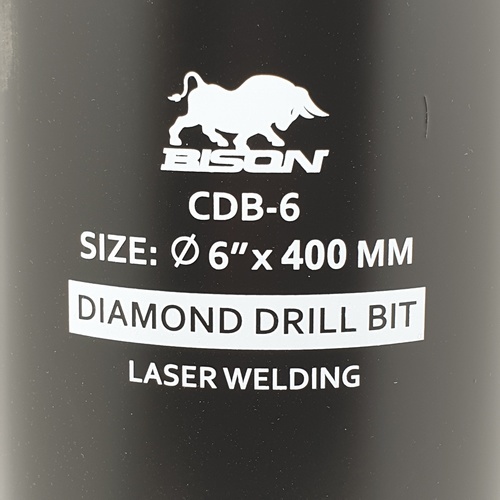 BISON
CDB-6
SIZE: Ø 6” x 400 MM
DIAMOND DRILL BIT
LASER WELDING